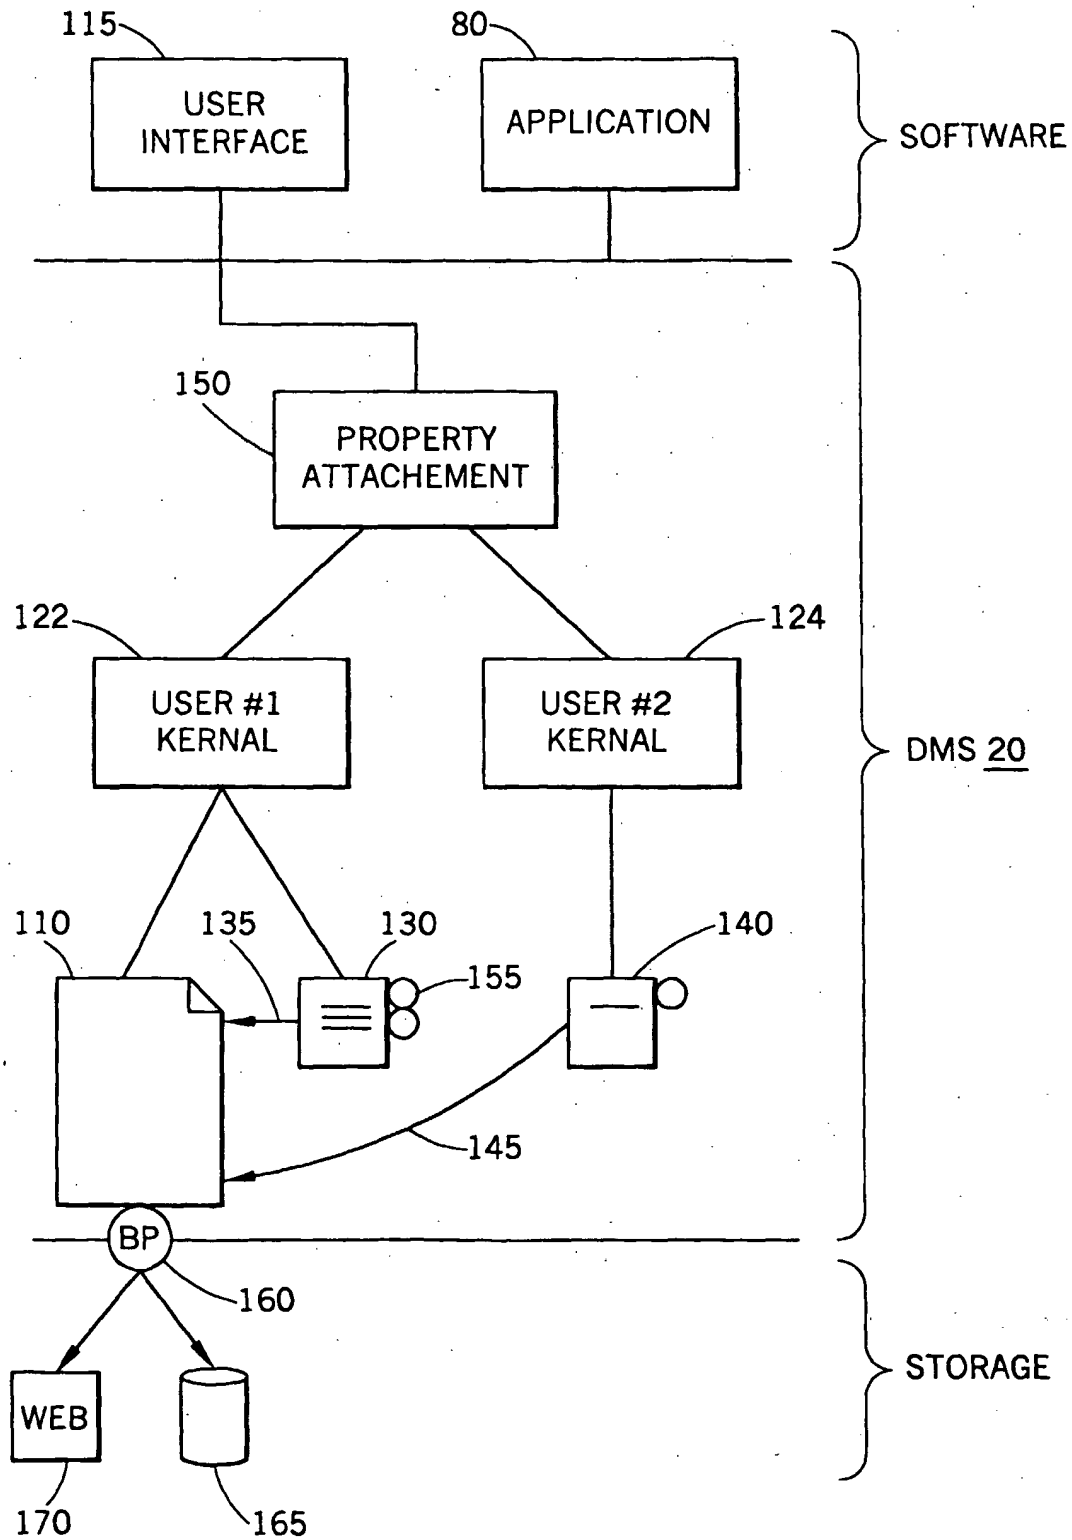 115
80
USER
INTERFACE
APPLICATION
SOFTWARE
150
PROPERTY
ATTACHEMENT
122
124
USER #1
KERNAL
USER #2
KERNAL
DMS 20
110
135
130
155
140
145
BP
160
STORAGE
WEB
170
165